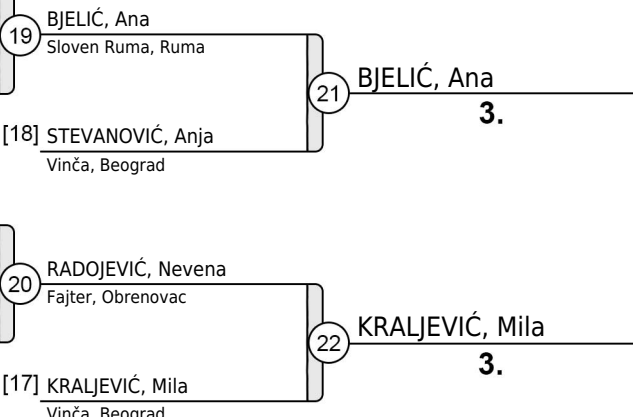 19
BJELIĆ, Ana
Sloven Ruma, Ruma
21
BJELIĆ, Ana
3.
[18] STEVANOVIĆ, Anja
Vinča, Beograd
20
RADOJEVIĆ, Nevena
Fajter, Obrenovac
22
KRALJEVIĆ, Mila
3.
[17] KRALJEVIĆ, Mila
Vinča, Beograd